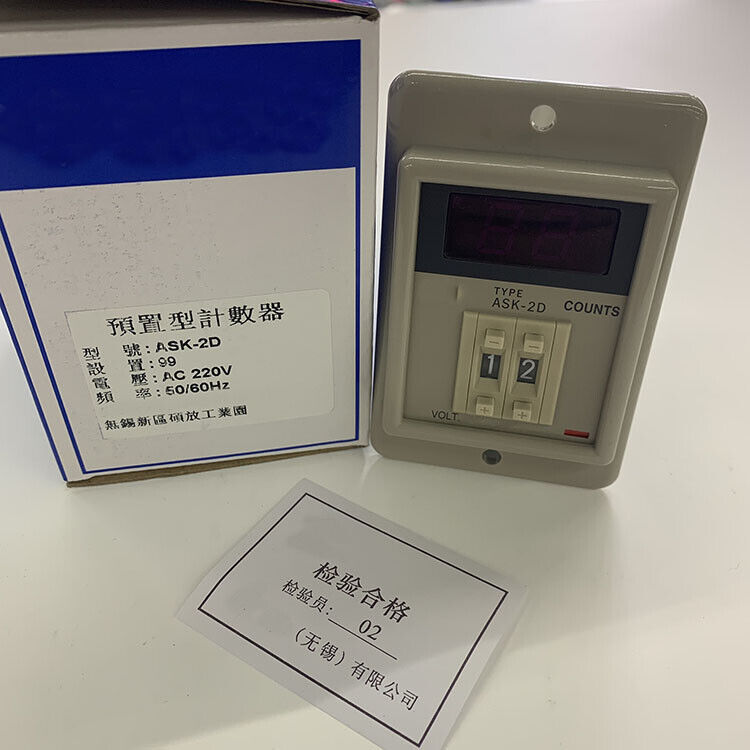 預置型計數器
型 號:ASK-2D
設 置:99
電 壓:AC 220V
頻 率:50/60Hz
無錫新區碩放工業園
TYPE
ASK-2D COUNTS
1 2
VOLT.
检验合格
检验员: 02
(无锡)有限公司